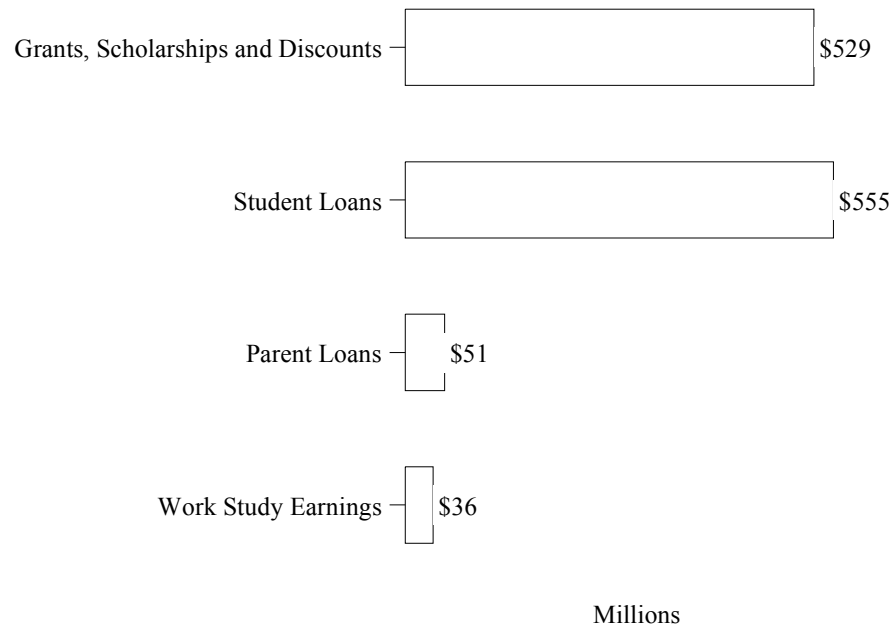 Grants, Scholarships and Discounts $529
Student Loans $555
Parent Loans $51
Work Study Earnings $36
Millions